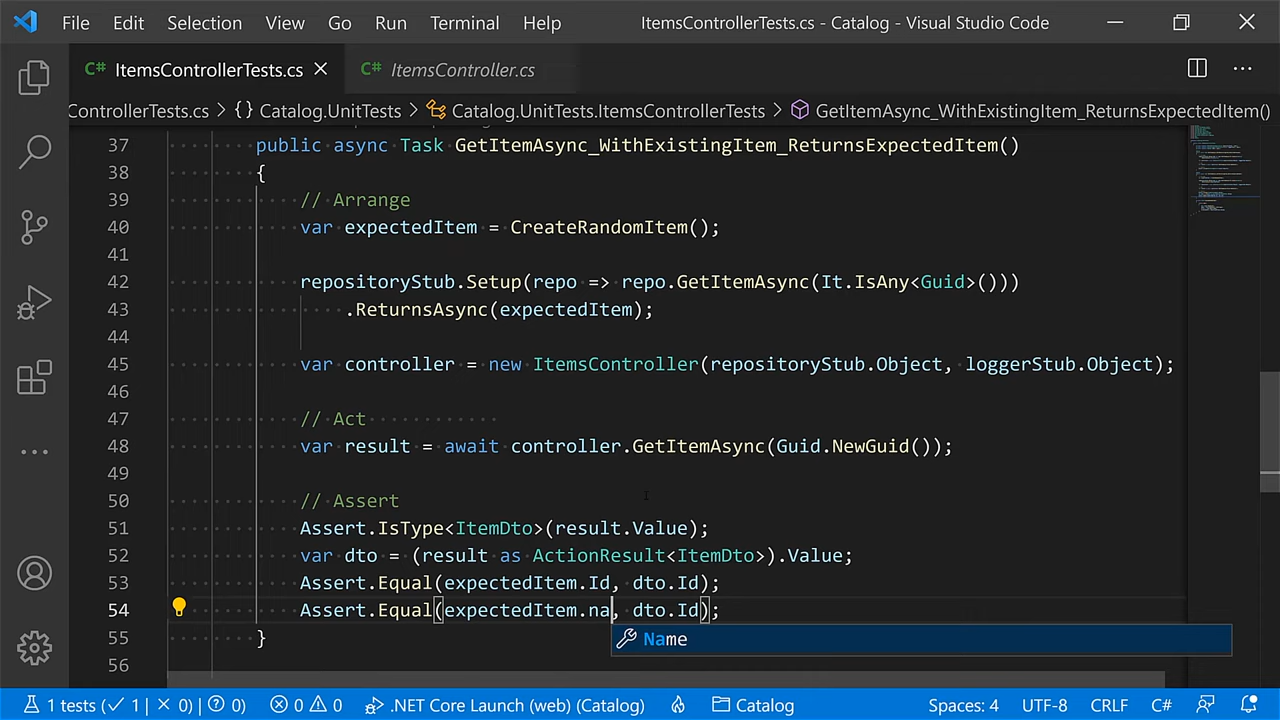 File Edit Selection View Go Run Terminal Help ItemsControllerTests.cs - Catalog - Visual Studio Code
C# ItemsControllerTests.cs C# ItemsController.cs
ControllerTests.cs > {} Catalog.UnitTests > Catalog.UnitTests.ItemsControllerTests > GetItemAsync_WithExistingItem_ReturnsExpectedItem()
37 public async Task GetItemAsync_WithExistingItem_ReturnsExpectedItem()
38 {
39 // Arrange
40 var expectedItem = CreateRandomItem();
41
42 repositoryStub.Setup(repo => repo.GetItemAsync(It.IsAny<Guid>()))
43 .ReturnsAsync(expectedItem);
44
45 var controller = new ItemsController(repositoryStub.Object, loggerStub.Object);
46
47 // Act
48 var result = await controller.GetItemAsync(Guid.NewGuid());
49
50 // Assert
51 Assert.IsType<ItemDto>(result.Value);
52 var dto = (result as ActionResult<ItemDto>).Value;
53 Assert.Equal(expectedItem.Id, dto.Id);
54 Assert.Equal(expectedItem.na, dto.Id);
Name
55 }
56
1 tests (✓ 1 | × 0) | ? 0) 0 0 .NET Core Launch (web) (Catalog) Catalog Spaces: 4 UTF-8 CRLF C#